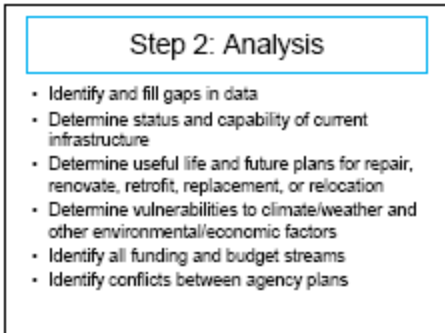 Step 2: Analysis
• Identify and fill gaps in data
• Determine status and capability of current
infrastructure
• Determine useful life and future plans for repair,
renovate, retrofit, replacement, or relocation
• Determine vulnerabilities to climate/weather and
other environmental/economic factors
• Identify all funding and budget streams
• Identify conflicts between agency plans